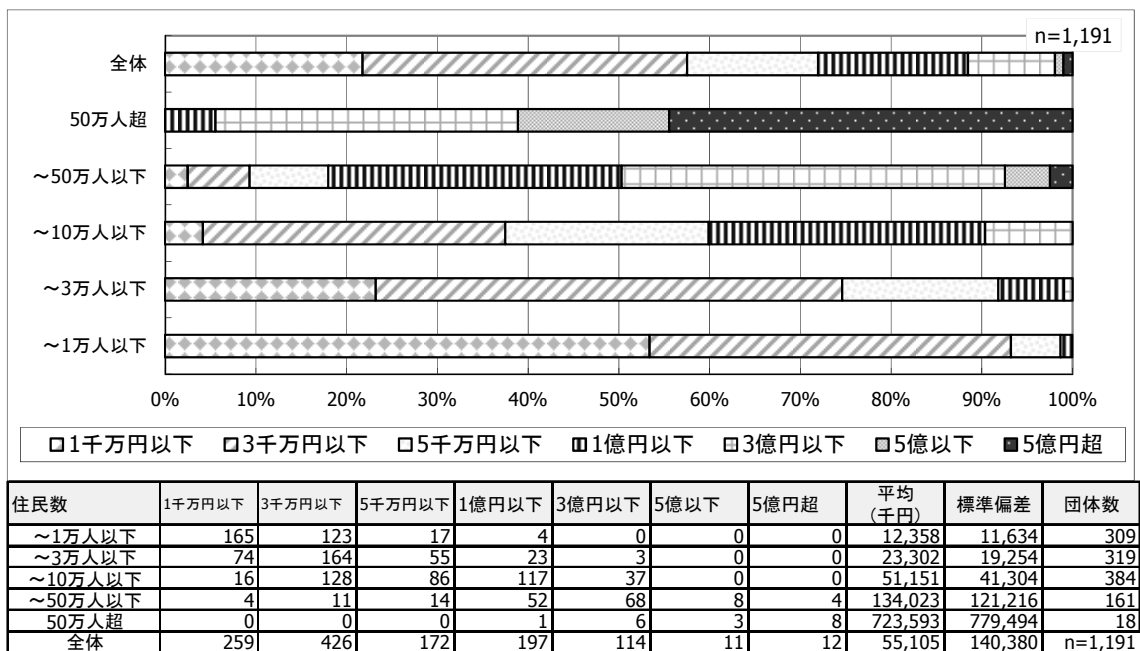 n=1,191
全体
50万人超
～50万人以下
～10万人以下
～3万人以下
～1万人以下
0% 10% 20% 30% 40% 50% 60% 70% 80% 90% 100%
1千万円以下 3千万円以下 5千万円以下 1億円以下 3億円以下 5億以下 5億円超
住民数 1千万円以下 3千万円以下 5千万円以下 1億円以下 3億円以下 5億以下 5億円超 平均(千円) 標準偏差 団体数
～1万人以下 165 123 17 4 0 0 0 12,358 11,634 309
～3万人以下 74 164 55 23 3 0 0 23,302 19,254 319
～10万人以下 16 128 86 117 37 0 0 51,151 41,304 384
～50万人以下 4 11 14 52 68 8 4 134,023 121,216 161
50万人超 0 0 0 1 6 3 8 723,593 779,494 18
全体 259 426 172 197 114 11 12 55,105 140,380 n=1,191